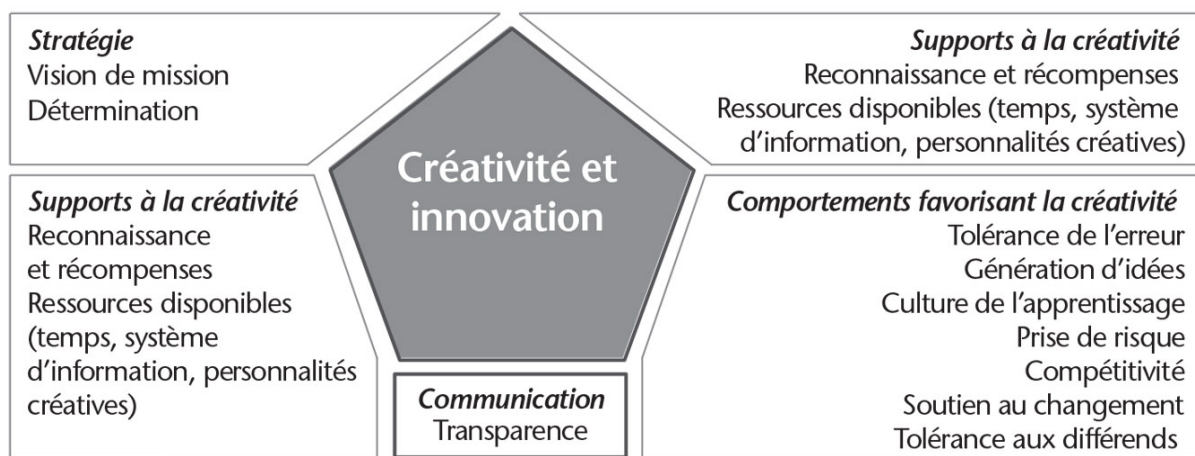 Stratégie
Vision de mission
Détermination
Supports à la créativité
Reconnaissance et récompenses
Ressources disponibles (temps, système
d’information, personnalités créatives)
Créativité et
innovation
Supports à la créativité
Reconnaissance
et récompenses
Ressources disponibles
(temps, système
d’information, personnalités
créatives)
Comportements favorisant la créativité
Tolérance de l’erreur
Génération d’idées
Culture de l’apprentissage
Prise de risque
Compétitivité
Soutien au changement
Tolérance aux différends
Communication
Transparence